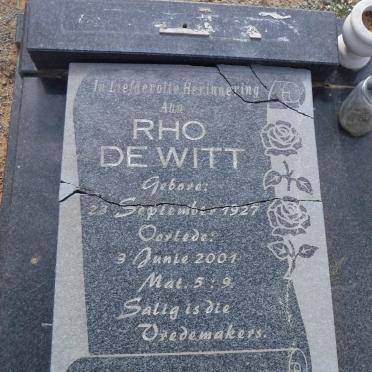 In Liefdevolle Herinnering
Aan
RHO
DE WITT
Gebore:
23 September 1927
Oorlede:
3 Junie 2001
Mat. 5 : 9.
Salig is die
Vredemakers.